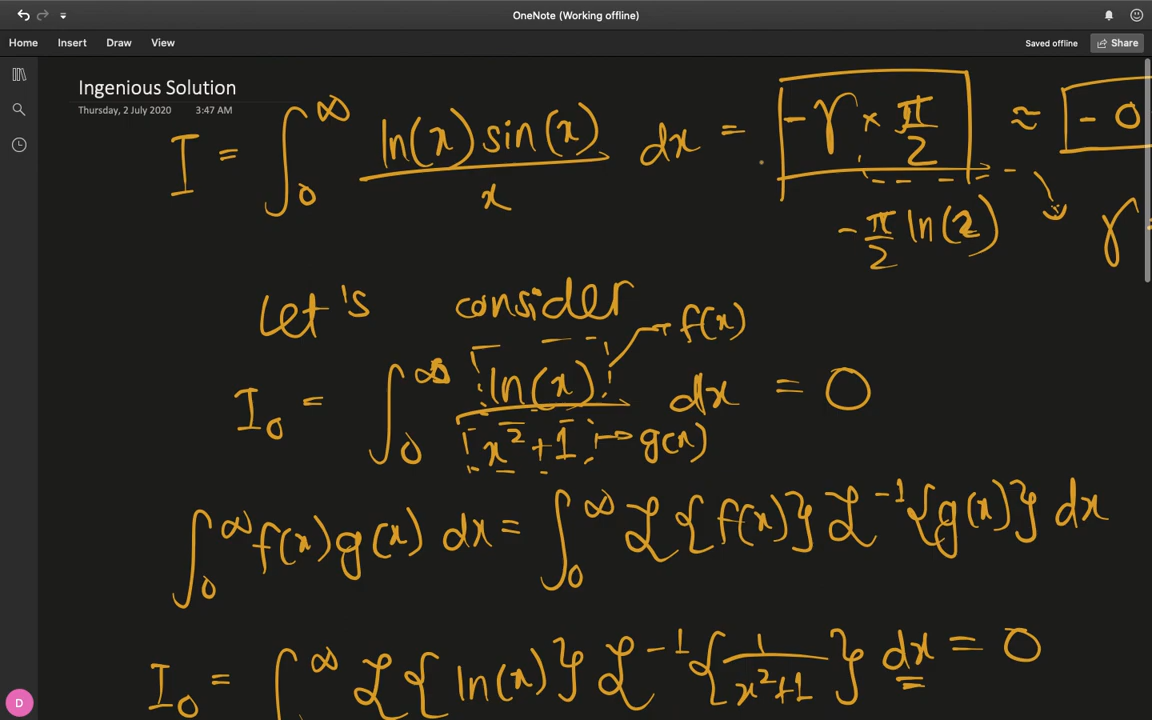 OneNote (Working offline)
Home Insert Draw View Saved offline Share
Ingenious Solution
Thursday, 2 July 2020 3:47 AM
I = ∫₀^∞ ln(x) sin(x) / x dx = -γ × π/2 ≈ - 0
- π/2 ln(2) γ =
Let's consider
f(x)
I₀ = ∫₀^∞ ln(x) / x²+1 dx = 0
g(x)
∫₀^∞ f(x)g(x) dx = ∫₀^∞ ℒ{f(x)} ℒ⁻¹{g(x)} dx
I₀ = ∫^∞ ℒ{ln(x)} ℒ⁻¹{1/x²+1} dx = 0
D